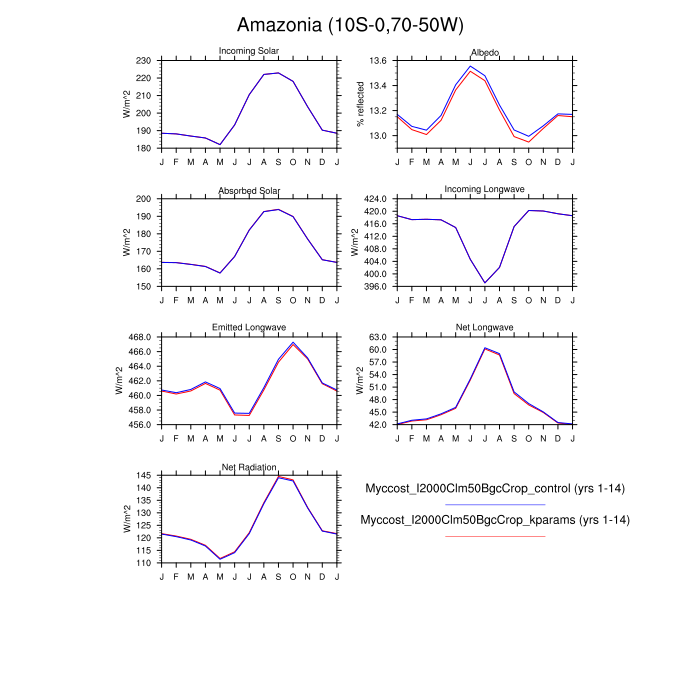 Amazonia (10S-0,70-50W)
Incoming Solar
W/m^2
230
220
210
200
190
180
J F M A M J J A S O N D J
Albedo
% reflected
13.6
13.4
13.2
13.0
J F M A M J J A S O N D J
Absorbed Solar
W/m^2
200
190
180
170
160
150
J F M A M J J A S O N D J
Incoming Longwave
W/m^2
424.0
420.0
416.0
412.0
408.0
404.0
400.0
396.0
J F M A M J J A S O N D J
Emitted Longwave
W/m^2
468.0
466.0
464.0
462.0
460.0
458.0
456.0
J F M A M J J A S O N D J
Net Longwave
W/m^2
63.0
60.0
57.0
54.0
51.0
48.0
45.0
42.0
J F M A M J J A S O N D J
Net Radiation
W/m^2
145
140
135
130
125
120
115
110
J F M A M J J A S O N D J
Myccost_I2000Clm50BgcCrop_control (yrs 1-14)
Myccost_I2000Clm50BgcCrop_kparams (yrs 1-14)